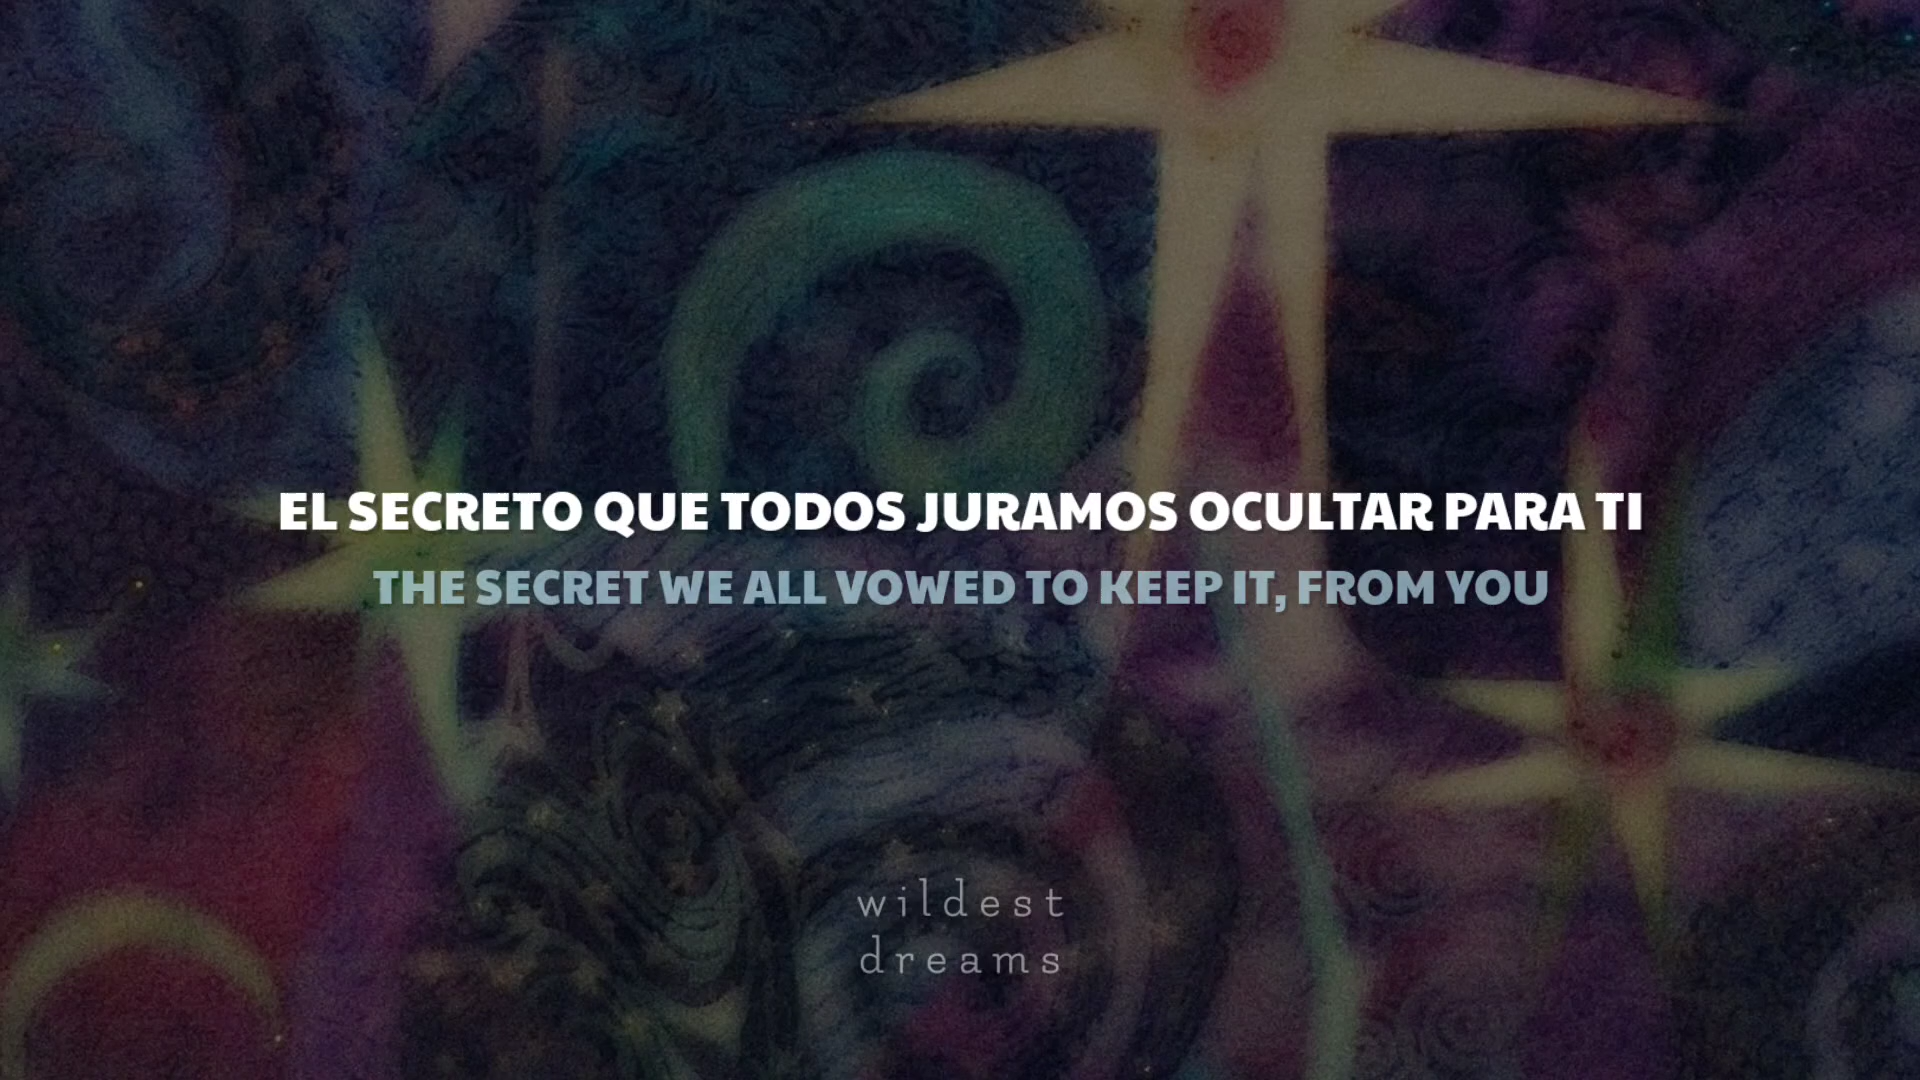 EL SECRETO QUE TODOS JURAMOS OCULTAR PARA TI
THE SECRET WE ALL VOWED TO KEEP IT, FROM YOU
wildest
dreams